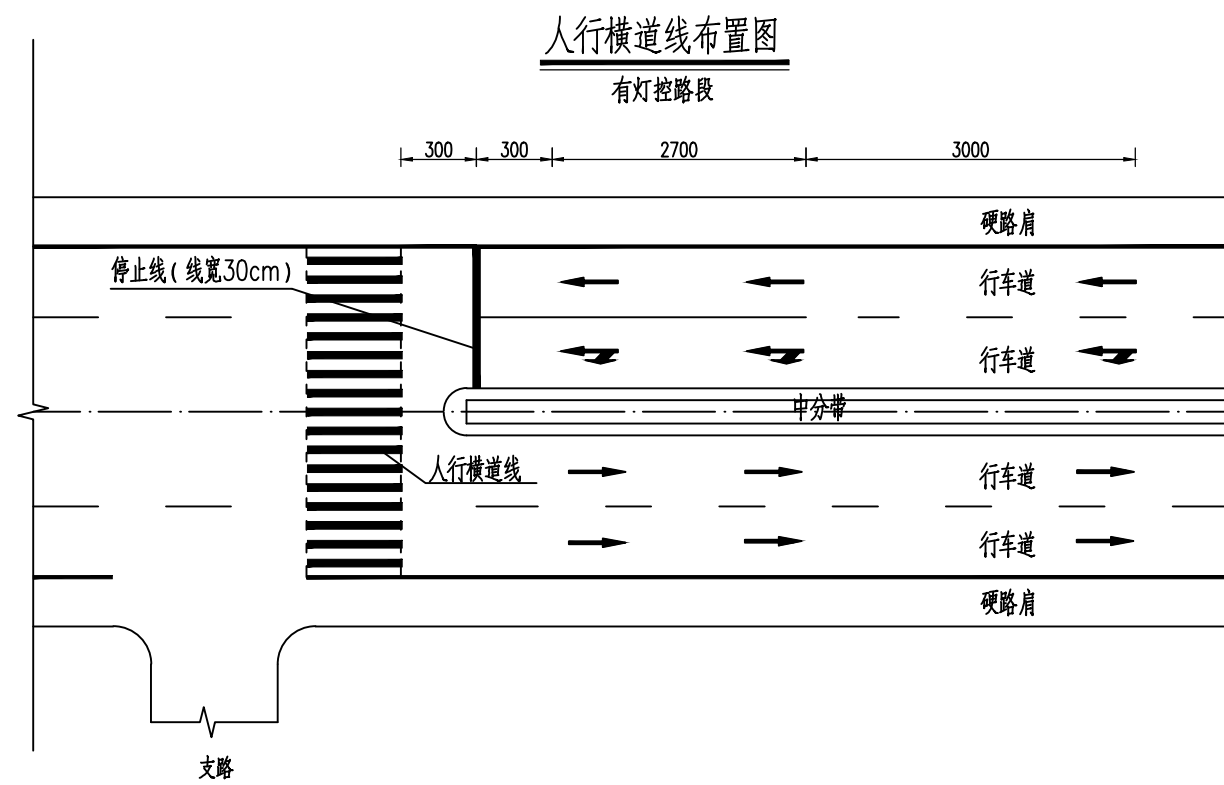 人行横道线布置图
有灯控路段
300
300
2700
3000
硬路肩
停止线(线宽30cm)
行车道
行车道
中分带
人行横道线
行车道
行车道
硬路肩
支路